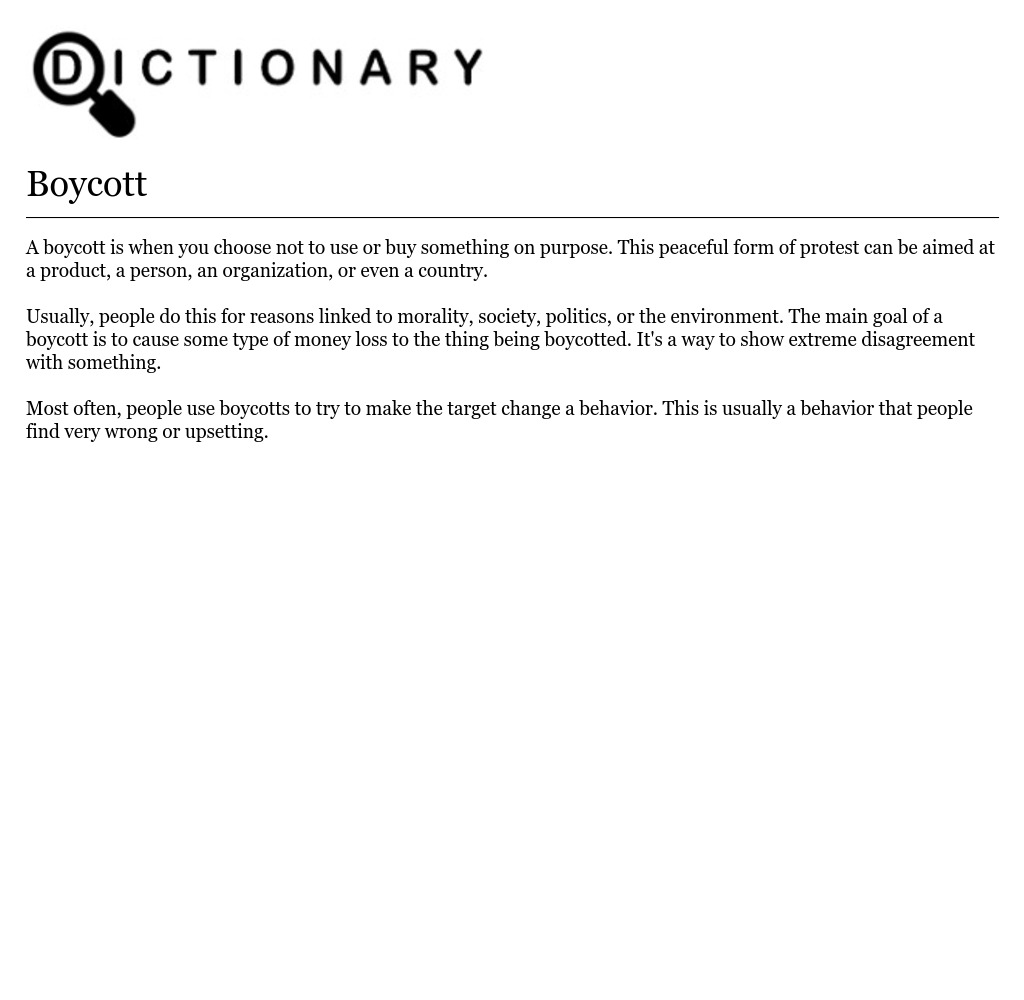 DICTIONARY
Boycott
A boycott is when you choose not to use or buy something on purpose. This peaceful form of protest can be aimed at
a product, a person, an organization, or even a country.
Usually, people do this for reasons linked to morality, society, politics, or the environment. The main goal of a
boycott is to cause some type of money loss to the thing being boycotted. It's a way to show extreme disagreement
with something.
Most often, people use boycotts to try to make the target change a behavior. This is usually a behavior that people
find very wrong or upsetting.